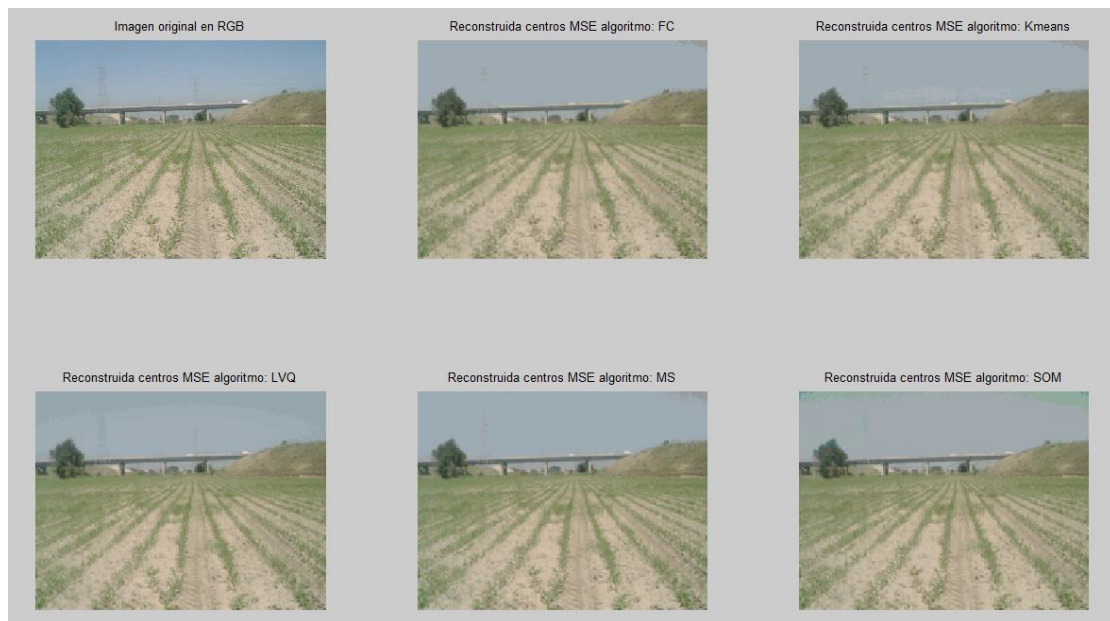 Imagen original en RGB
Reconstruida centros MSE algoritmo: FC
Reconstruida centros MSE algoritmo: Kmeans
Reconstruida centros MSE algoritmo: LVQ
Reconstruida centros MSE algoritmo: MS
Reconstruida centros MSE algoritmo: SOM